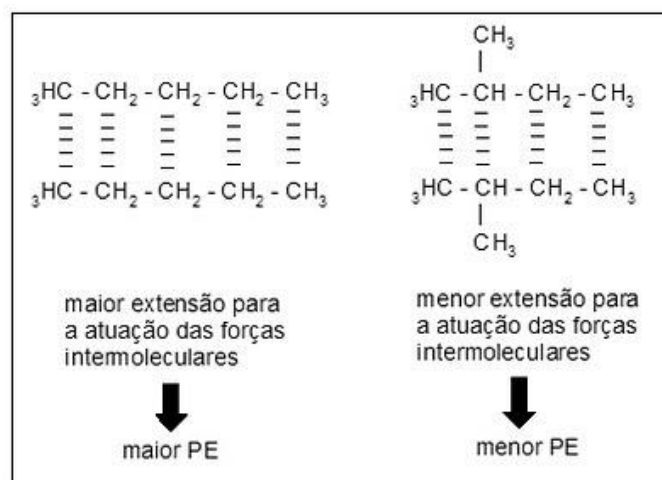 CH₃
|
₃HC - CH₂ - CH₂ - CH₂ - CH₃
₃HC - CH₂ - CH₂ - CH₂ - CH₃
₃HC - CH - CH₂ - CH₃
₃HC - CH - CH₂ - CH₃
|
CH₃
maior extensão para
a atuação das forças
intermoleculares
maior PE
menor extensão para
a atuação das forças
intermoleculares
menor PE